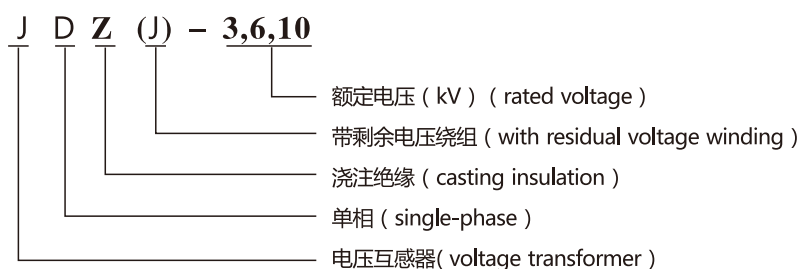 J D Z (J) - 3,6,10
额定电压 ( kV ) ( rated voltage )
带剩余电压绕组 ( with residual voltage winding )
浇注绝缘 ( casting insulation )
单相 ( single-phase )
电压互感器( voltage transformer )